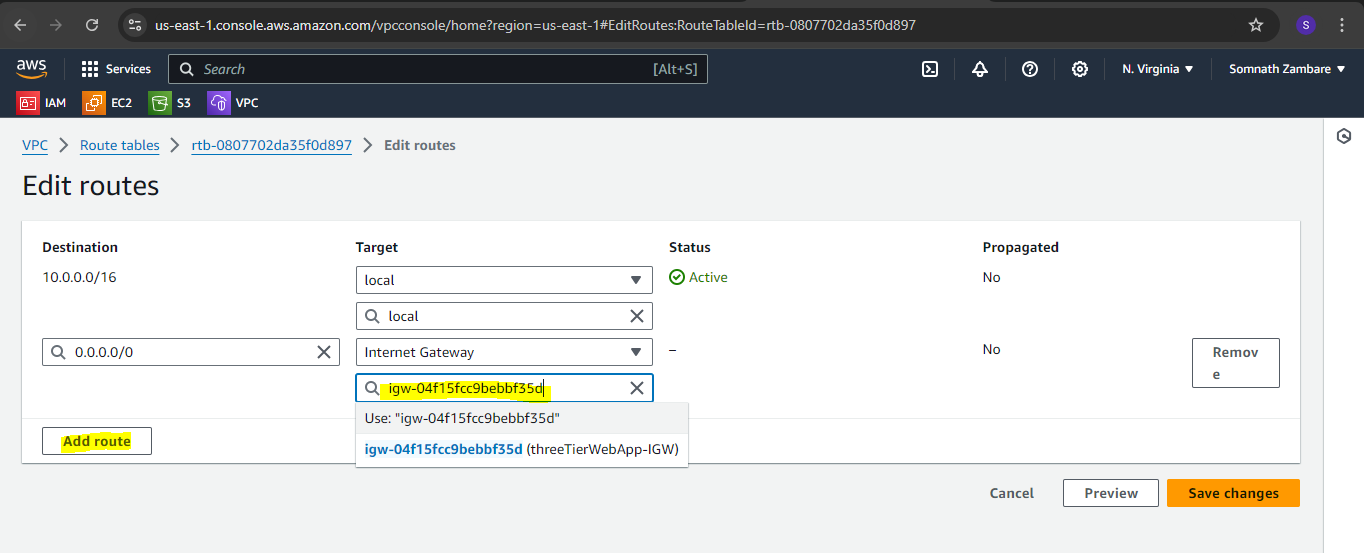 us-east-1.console.aws.amazon.com/vpcconsole/home?region=us-east-1#EditRoutes:RouteTableId=rtb-0807702da35f0d897
S
aws
Services
Search
[Alt+S]
N. Virginia
Somnath Zambare
IAM
EC2
S3
VPC
VPC
Route tables
rtb-0807702da35f0d897
Edit routes
Edit routes
Destination
Target
Status
Propagated
10.0.0.0/16
local
Active
No
local
0.0.0.0/0
Internet Gateway
–
No
Remov
e
igw-04f15fcc9bebbf35d
Use: "igw-04f15fcc9bebbf35d"
Add route
igw-04f15fcc9bebbf35d (threeTierWebApp-IGW)
Cancel
Preview
Save changes